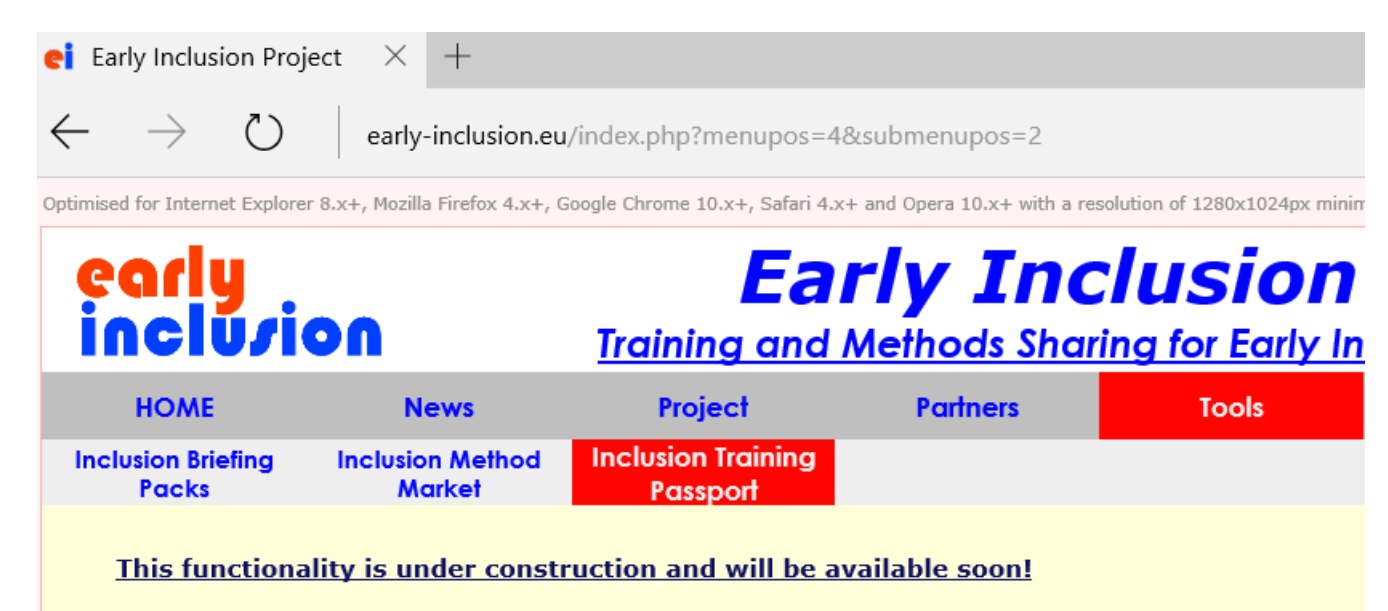 ei Early Inclusion Project
early-inclusion.eu/index.php?menupos=4&submenupos=2
Optimised for Internet Explorer 8.x+, Mozilla Firefox 4.x+, Google Chrome 10.x+, Safari 4.x+ and Opera 10.x+ with a resolution of 1280x1024px minim
early
inclusion
Early Inclusion
Training and Methods Sharing for Early In
HOME News Project Partners Tools
Inclusion Briefing Packs
Inclusion Method Market
Inclusion Training Passport
This functionality is under construction and will be available soon!